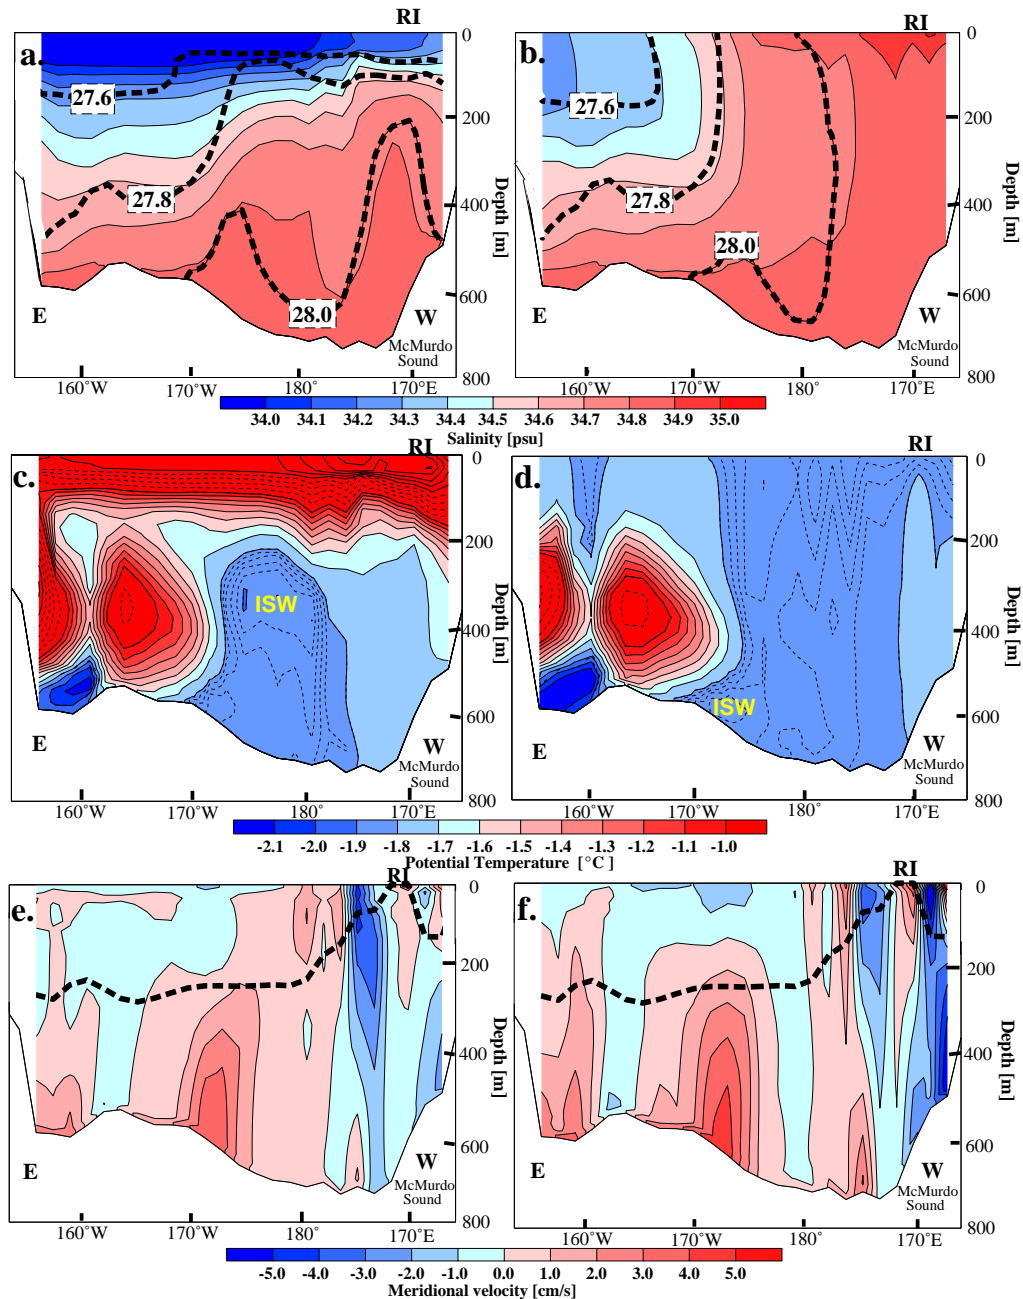 RI
RI
a.
b.
0
0
27.6
27.6
200
200
27.8
27.8
400
400
Depth [m]
Depth [m]
28.0
28.0
600
600
E
W
E
W
McMurdo
Sound
McMurdo
Sound
800
800
160°W
170°W
180°
170°E
160°W
170°W
180°
170°E
34.0 34.1 34.2 34.3 34.4 34.5 34.6 34.7 34.8 34.9 35.0
Salinity [psu]
RI
RI
c.
d.
0
0
200
200
ISW
ISW
400
400
Depth [m]
Depth [m]
600
600
E
W
E
W
McMurdo
Sound
McMurdo
Sound
800
800
160°W
170°W
180°
170°E
160°W
170°W
180°
170°E
-2.1 -2.0 -1.9 -1.8 -1.7 -1.6 -1.5 -1.4 -1.3 -1.2 -1.1 -1.0
Potential Temperature [°C]
RI
RI
e.
f.
0
0
200
200
400
400
Depth [m]
Depth [m]
600
600
E
W
E
W
McMurdo
Sound
McMurdo
Sound
800
800
160°W
170°W
180°
170°E
160°W
170°W
180°
170°E
-5.0 -4.0 -3.0 -2.0 -1.0 0.0 1.0 2.0 3.0 4.0 5.0
Meridional velocity [cm/s]